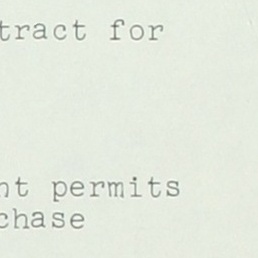 tract for
nt permits
chase